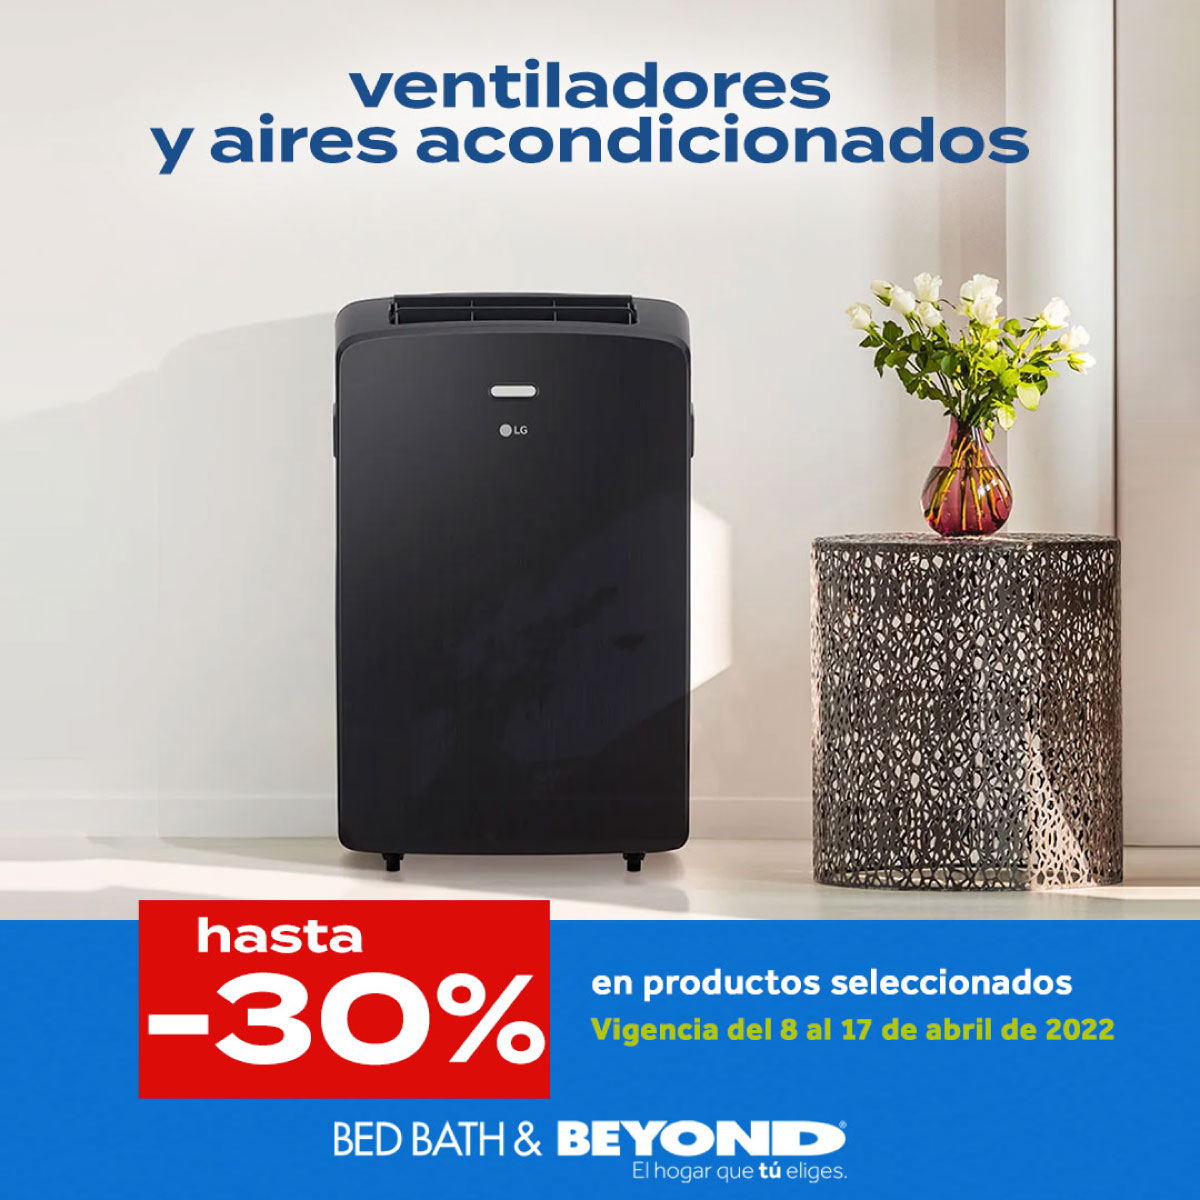 ventiladores
y aires acondicionados
LG
hasta
-30%
en productos seleccionados
Vigencia del 8 al 17 de abril de 2022
BED BATH & BEYOND®
El hogar que tú eliges.